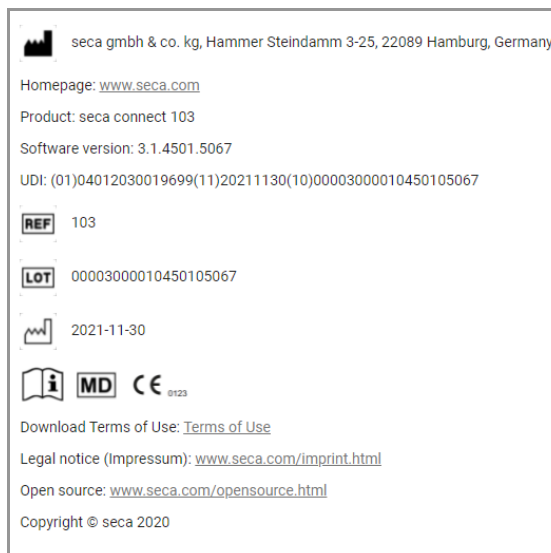 seca gmbh & co. kg, Hammer Steindamm 3-25, 22089 Hamburg, Germany
Homepage: www.seca.com
Product: seca connect 103
Software version: 3.1.4501.5067
UDI: (01)04012030019699(11)20211130(10)00003000010450105067
REF 103
LOT 00003000010450105067
2021-11-30
i MD CE 0123
Download Terms of Use: Terms of Use
Legal notice (Impressum): www.seca.com/imprint.html
Open source: www.seca.com/opensource.html
Copyright © seca 2020